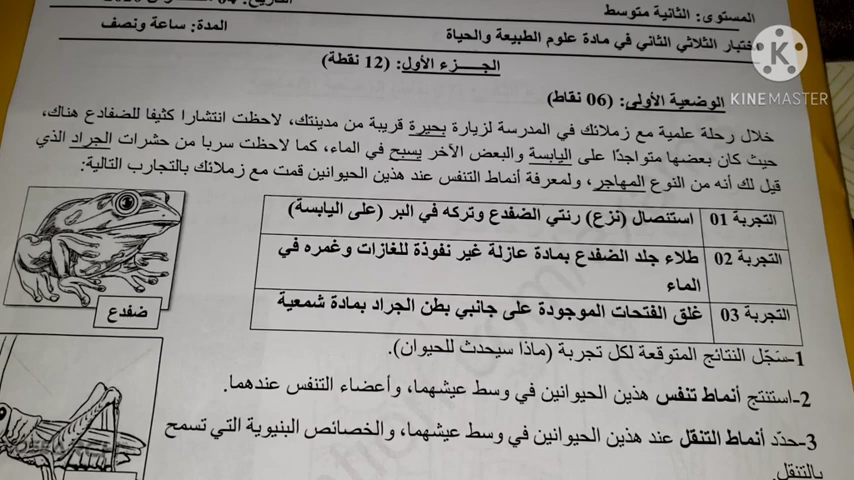 المستوى: الثانية متوسط
المدة: ساعة ونصف
KINEMASTER
ختبار الثلاثي الثاني في مادة علوم الطبيعة والحياة
الجـــزء الأول: (12 نقطة)
الوضعية الأولى: (06 نقاط)
خلال رحلة علمية مع زملائك في المدرسة لزيارة بحيرة قريبة من مدينتك، لاحظت انتشارا كثيفا للضفادع هناك،
حيث كان بعضها متواجدًا على اليابسة والبعض الآخر يسبح في الماء، كما لاحظت سربا من حشرات الجراد الذي
قيل لك أنه من النوع المهاجر، ولمعرفة أنماط التنفس عند هذين الحيوانين قمت مع زملائك بالتجارب التالية:
التجربة 01 استئصال (نزع) رئتي الضفدع وتركه في البر (على اليابسة)
التجربة 02 طلاء جلد الضفدع بمادة عازلة غير نفوذة للغازات وغمره في
الماء
التجربة 03 غلق الفتحات الموجودة على جانبي بطن الجراد بمادة شمعية
ضفدع
1-سَجّل النتائج المتوقعة لكل تجربة (ماذا سيحدث للحيوان).
2-استنتج أنماط تنفس هذين الحيوانين في وسط عيشهما، وأعضاء التنفس عندهما.
3-حدّد أنماط التنقل عند هذين الحيوانين في وسط عيشهما، والخصائص البنيوية التي تسمح
بالتنقل.